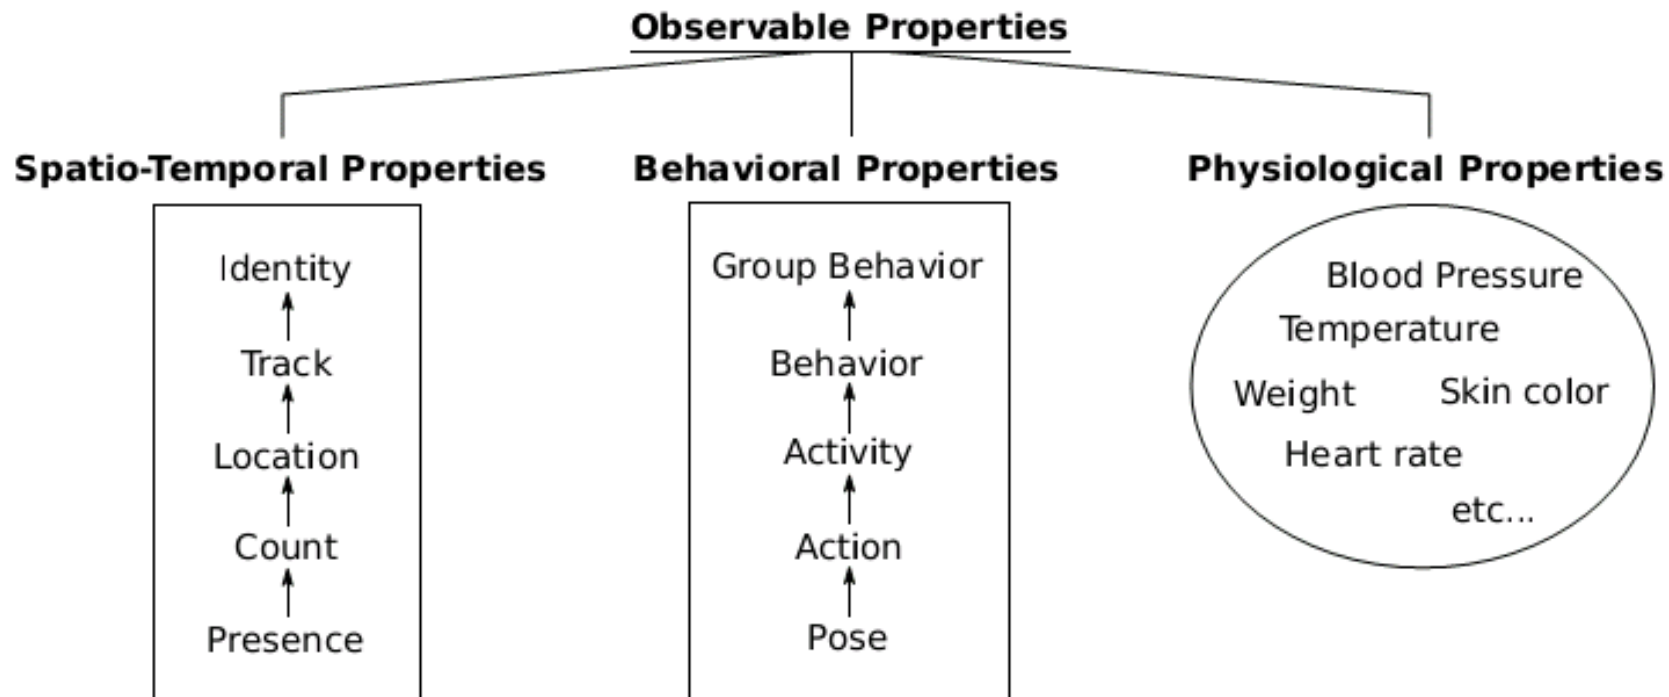 Observable Properties
Spatio-Temporal Properties
Identity
Track
Location
Count
Presence
Behavioral Properties
Group Behavior
Behavior
Activity
Action
Pose
Physiological Properties
Blood Pressure
Temperature
Weight
Skin color
Heart rate
etc...